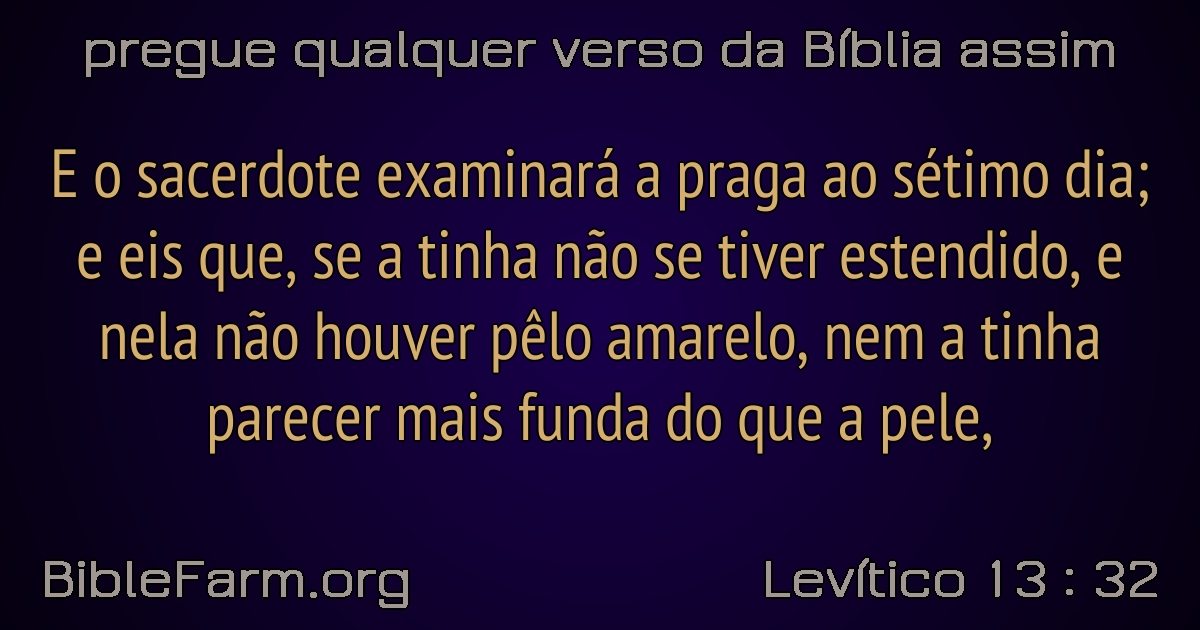 pregue qualquer verso da Bíblia assim
E o sacerdote examinará a praga ao sétimo dia;
e eis que, se a tinha não se tiver estendido, e
nela não houver pêlo amarelo, nem a tinha
parecer mais funda do que a pele,
BibleFarm.org
Levítico 13 : 32